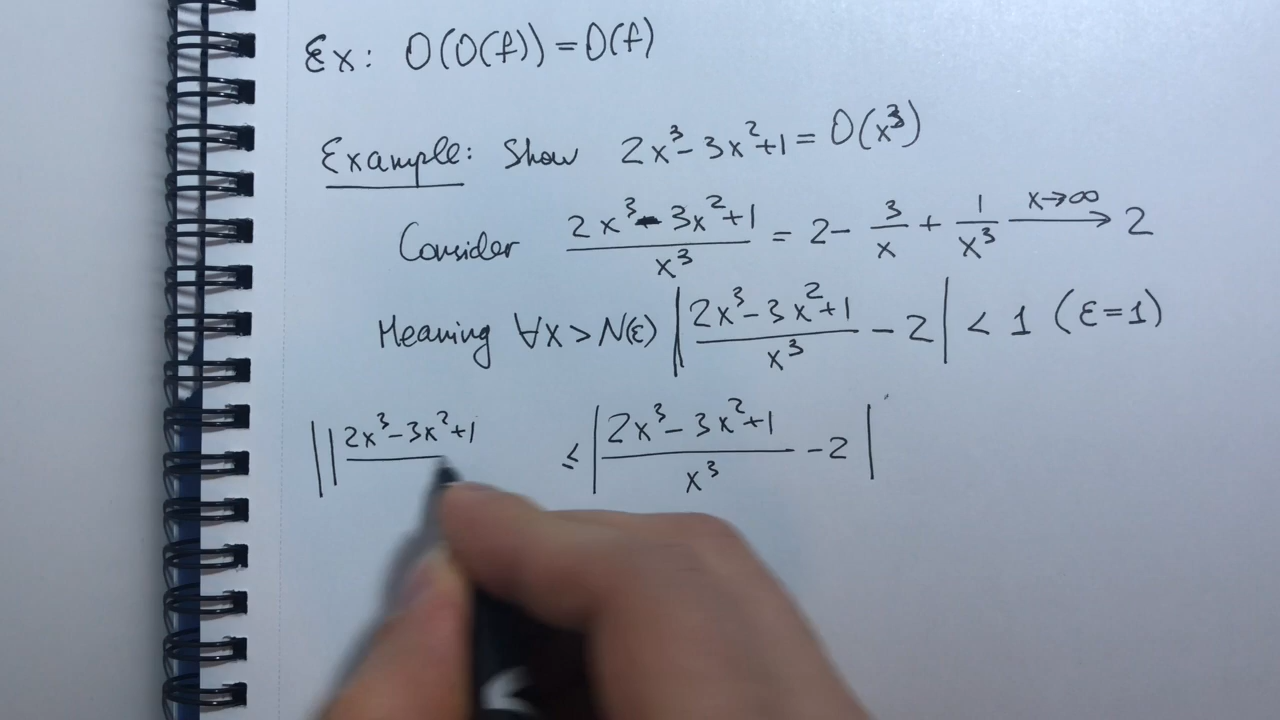 Ex: O(O(f)) = O(f)
Example: Show 2x³ - 3x² + 1 = O(x³)
Consider (2x³ - 3x² + 1)/x³ = 2 - 3/x + 1/x³ →(x→∞) 2
Meaning ∀x > N(ε) |(2x³ - 3x² + 1)/x³ - 2| < 1 (ε=1)
||2x³ - 3x² + 1 ≤ |(2x³ - 3x² + 1)/x³ - 2|